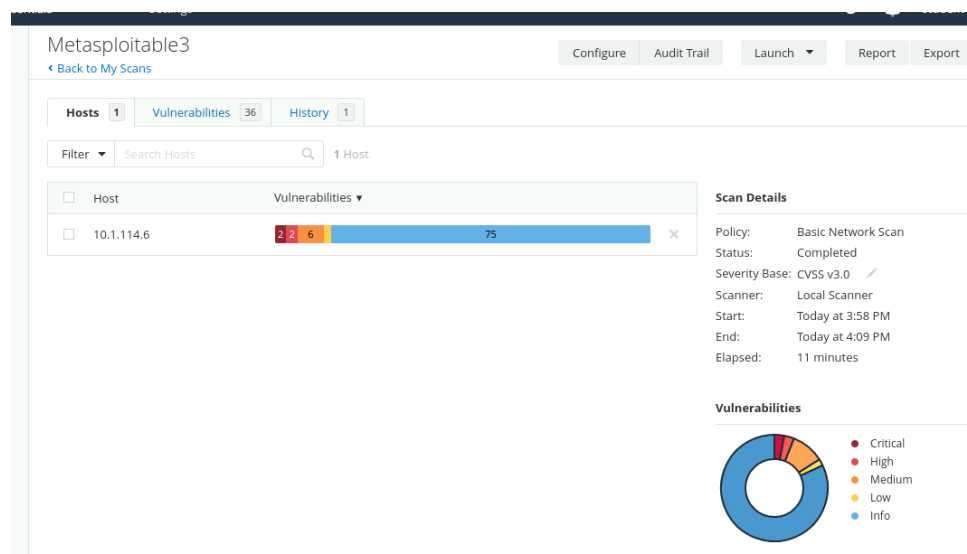 Settings
Metasploitable3
Back to My Scans
Configure Audit Trail Launch Report Export
Hosts 1 Vulnerabilities 36 History 1
Filter Search Hosts 1 Host
Host Vulnerabilities
10.1.114.6 2 2 6 75
Scan Details
Policy: Basic Network Scan
Status: Completed
Severity Base: CVSS v3.0
Scanner: Local Scanner
Start: Today at 3:58 PM
End: Today at 4:09 PM
Elapsed: 11 minutes
Vulnerabilities
Critical
High
Medium
Low
Info